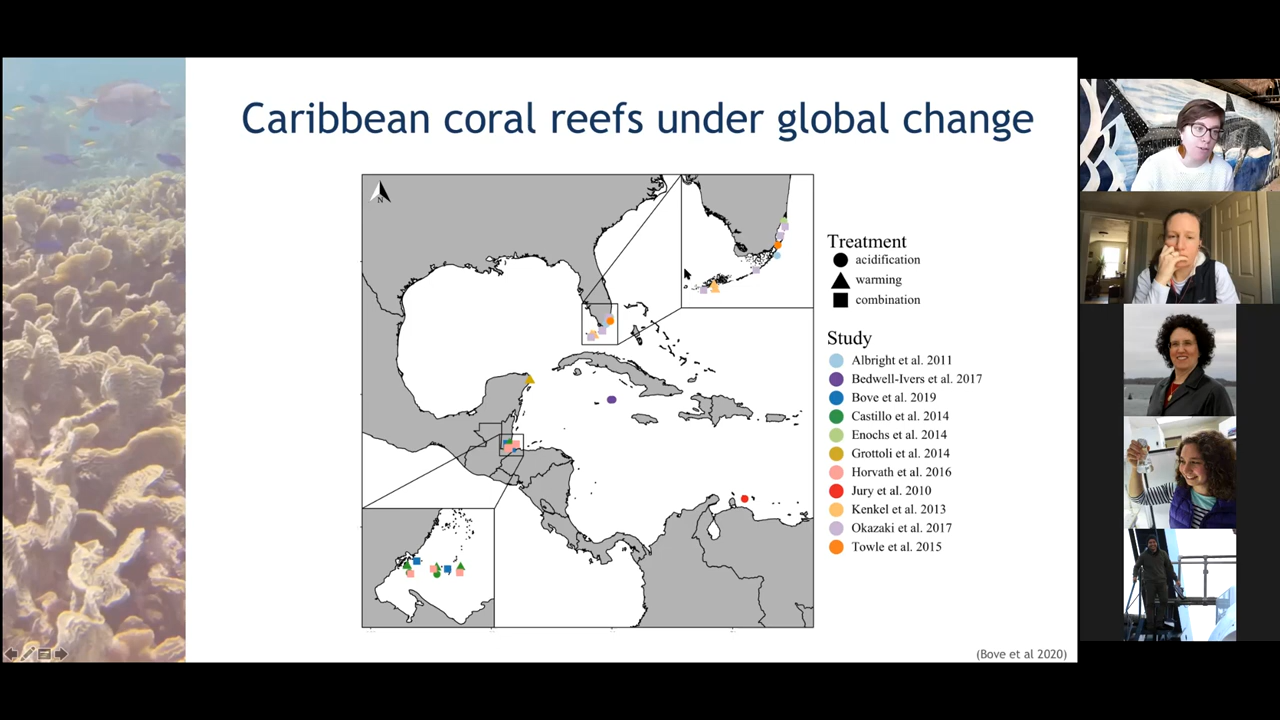 Caribbean coral reefs under global change
N
Treatment
acidification
warming
combination
Study
Albright et al. 2011
Bedwell-Ivers et al. 2017
Bove et al. 2019
Castillo et al. 2014
Enochs et al. 2014
Grottoli et al. 2014
Horvath et al. 2016
Jury et al. 2010
Kenkel et al. 2013
Okazaki et al. 2017
Towle et al. 2015
(Bove et al 2020)